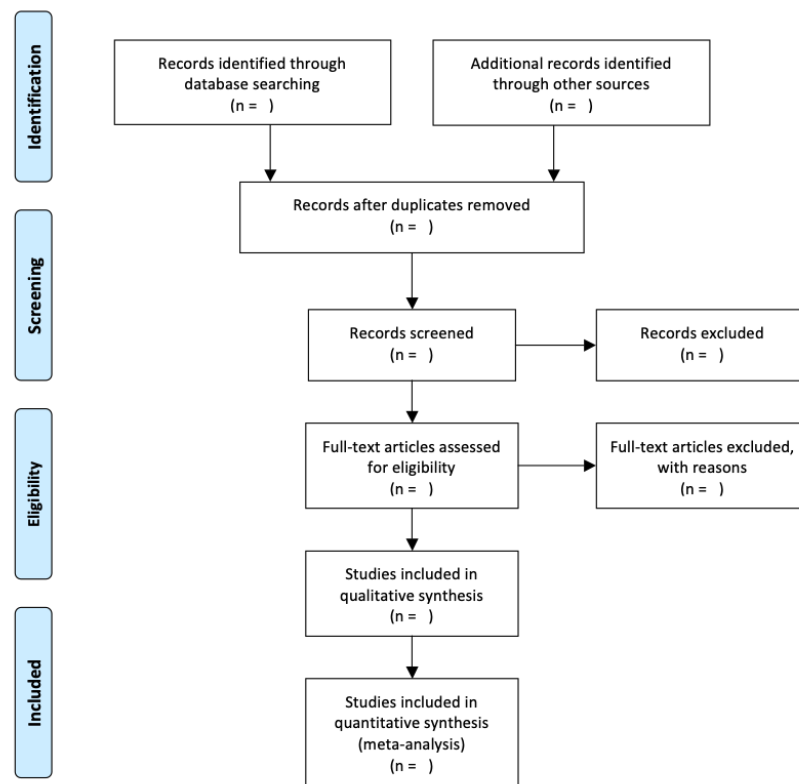 Identification
Records identified through
database searching
(n =   )
Additional records identified
through other sources
(n =   )
Records after duplicates removed
(n =   )
Screening
Records screened
(n =   )
Records excluded
(n =   )
Eligibility
Full-text articles assessed
for eligibility
(n =   )
Full-text articles excluded,
with reasons
(n =   )
Studies included in
qualitative synthesis
(n =   )
Included
Studies included in
quantitative synthesis
(meta-analysis)
(n =   )